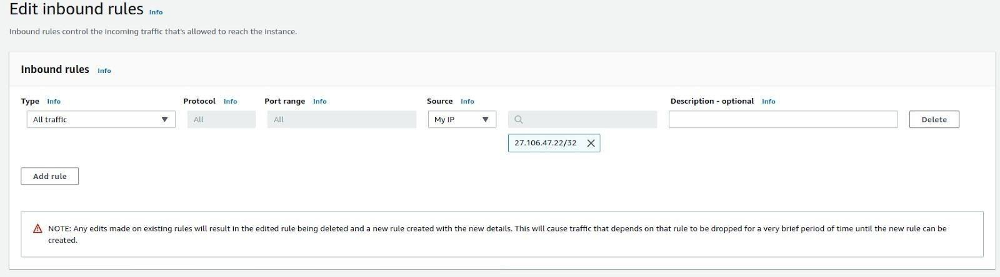 Edit inbound rules Info
Inbound rules control the incoming traffic that's allowed to reach the instance.
Inbound rules Info
Type Info Protocol Info Port range Info Source Info Description - optional Info
All traffic All All My IP Delete
27.106.47.22/32
Add rule
NOTE: Any edits made on existing rules will result in the edited rule being deleted and a new rule created with the new details. This will cause traffic that depends on that rule to be dropped for a very brief period of time until the new rule can be
created.